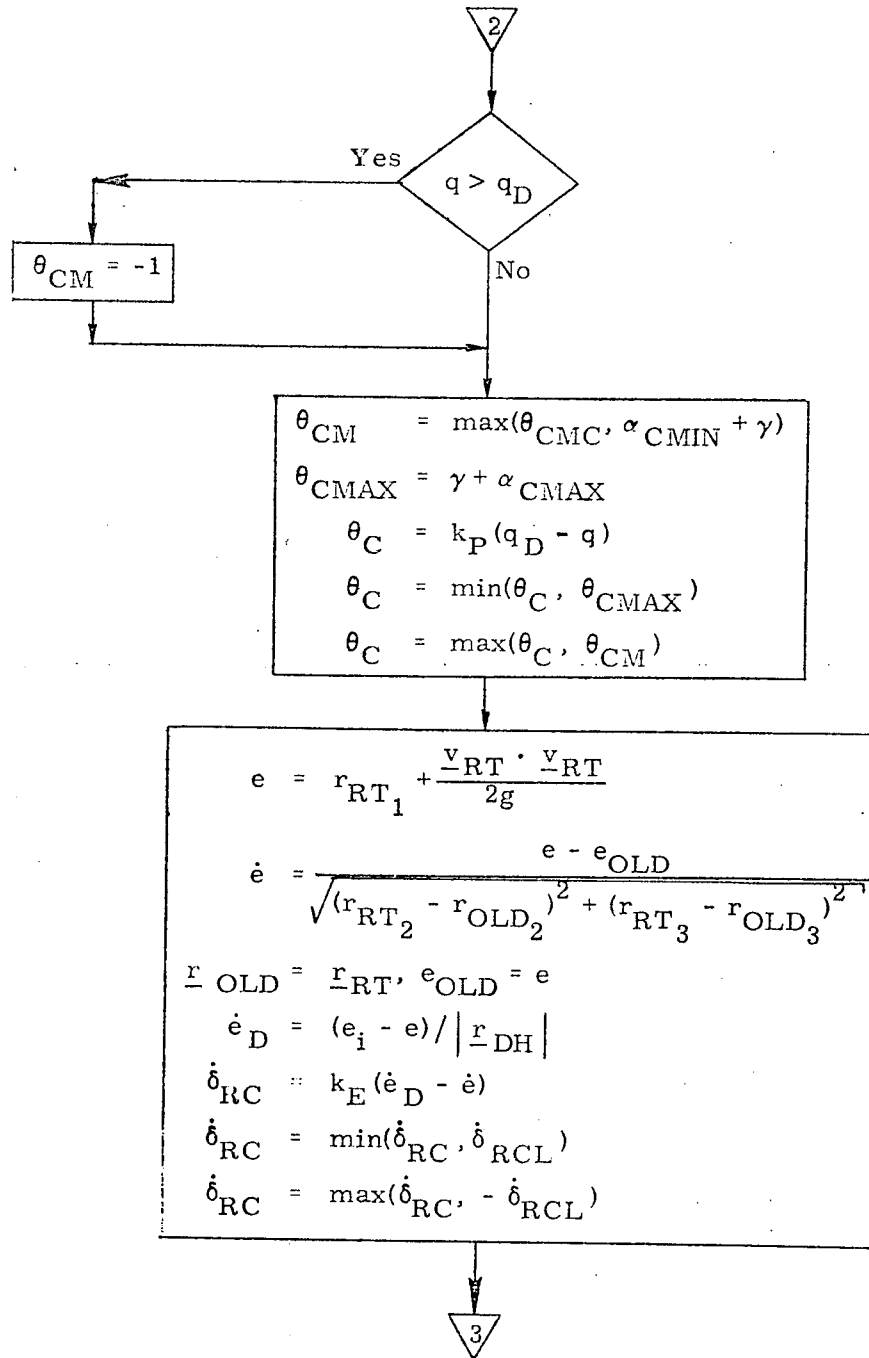 2
Yes
q > q_D
θ_CM = -1
No
θ_CM = max(θ_CMC, α_CMIN + γ)
θ_CMAX = γ + α_CMAX
θ_C = k_P (q_D - q)
θ_C = min(θ_C, θ_CMAX)
θ_C = max(θ_C, θ_CM)
e = r_RT_1 + (v_RT · v_RT) / 2g
ė = (e - e_OLD) / √((r_RT_2 - r_OLD_2)^2 + (r_RT_3 - r_OLD_3)^2)
r_OLD = r_RT, e_OLD = e
ė_D = (e_i - e) / |r_DH|
δ̇_RC = k_E (ė_D - ė)
δ̇_RC = min(δ̇_RC, δ̇_RCL)
δ̇_RC = max(δ̇_RC, - δ̇_RCL)
3